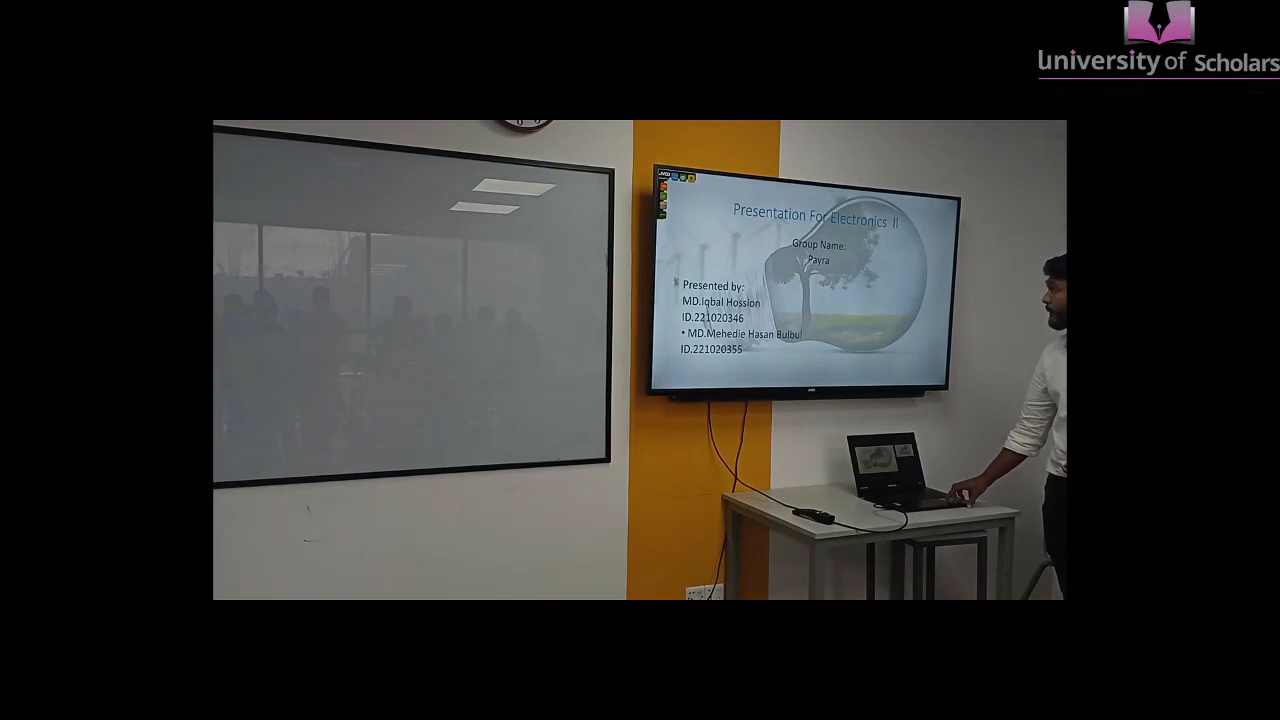 University of Scholars
Presentation For Electronics II
Group Name:
Payra
Presented by:
MD.Iqbal Hossion
ID.221020346
• MD.Mehedie Hasan Bulbul
ID.221020355